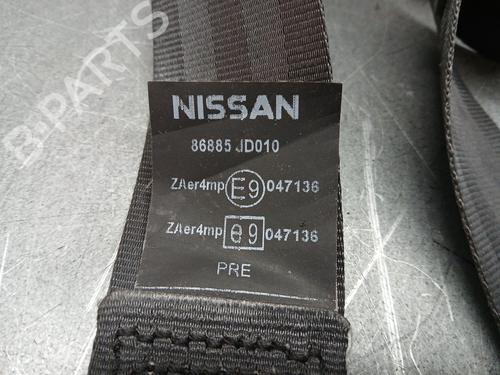 NISSAN
86885 JD010
ZAer4mp E9 047136
ZAer4mp e9 047136
PRE
B-PARTS